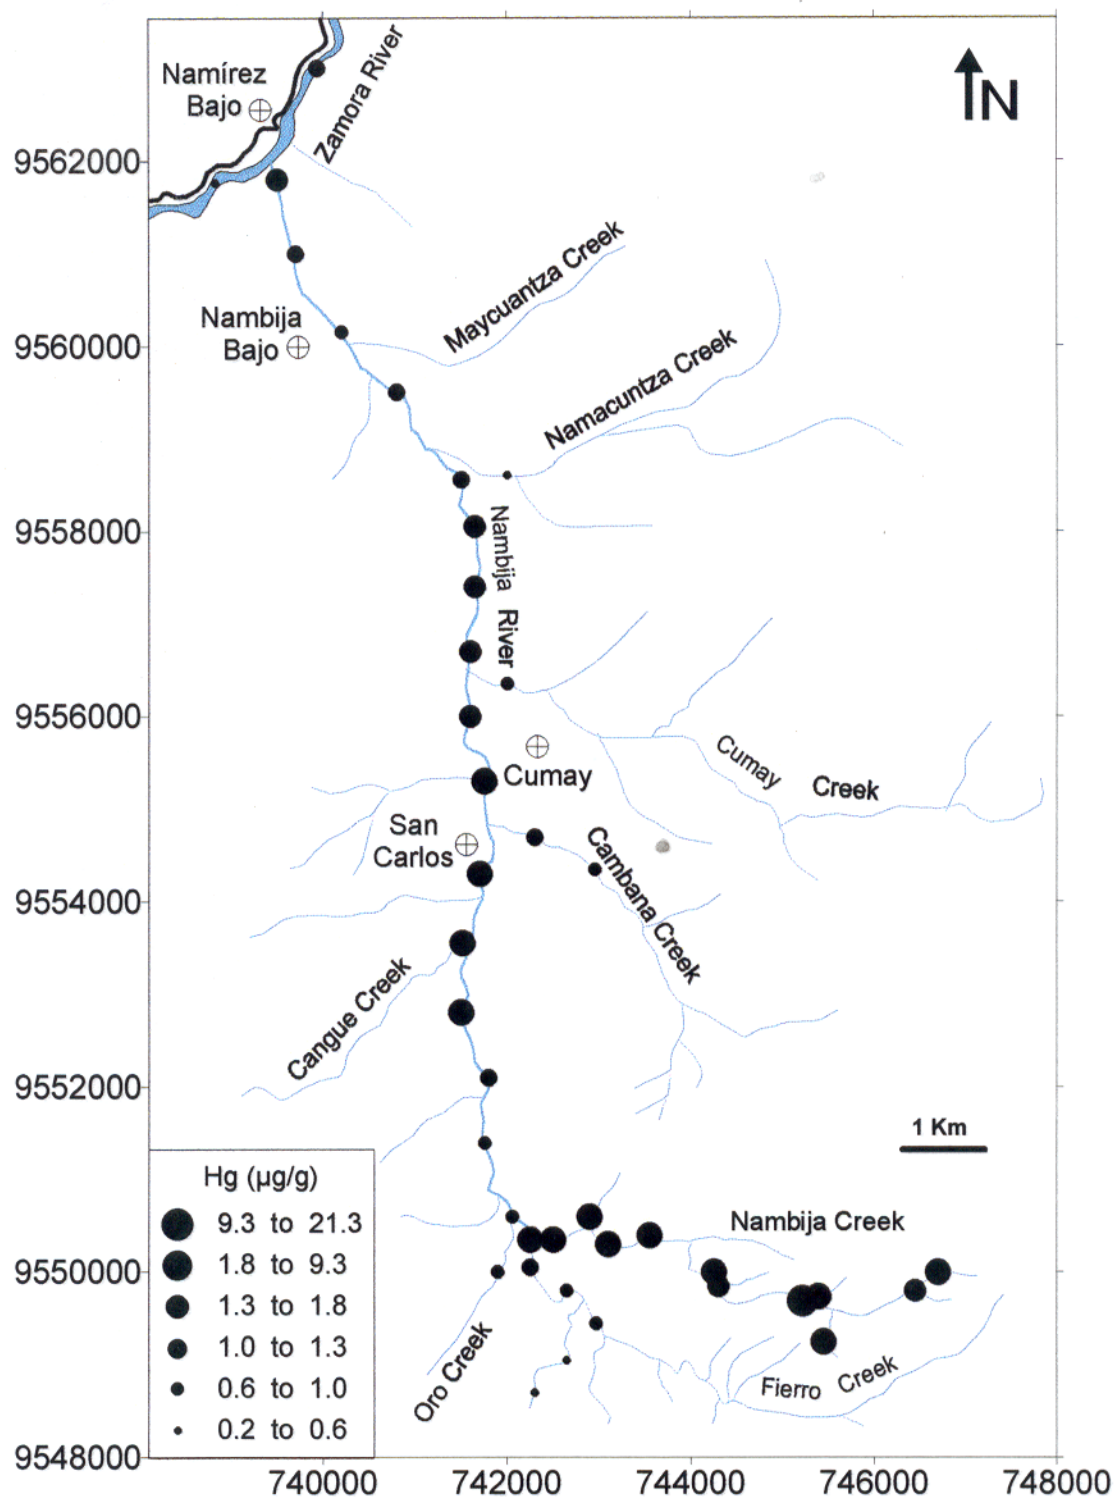 Namírez
Bajo
Zamora River
N
9562000
Maycuantza Creek
Nambija
Bajo
9560000
Namacuntza Creek
9558000
Nambija
River
9556000
Cumay
Cumay
Creek
San
Carlos
Cambana Creek
9554000
Cangue Creek
9552000
1 Km
Hg (µg/g)
9.3 to 21.3
1.8 to 9.3
1.3 to 1.8
1.0 to 1.3
0.6 to 1.0
0.2 to 0.6
Nambija Creek
9550000
Oro Creek
Fierro Creek
9548000
740000
742000
744000
746000
748000